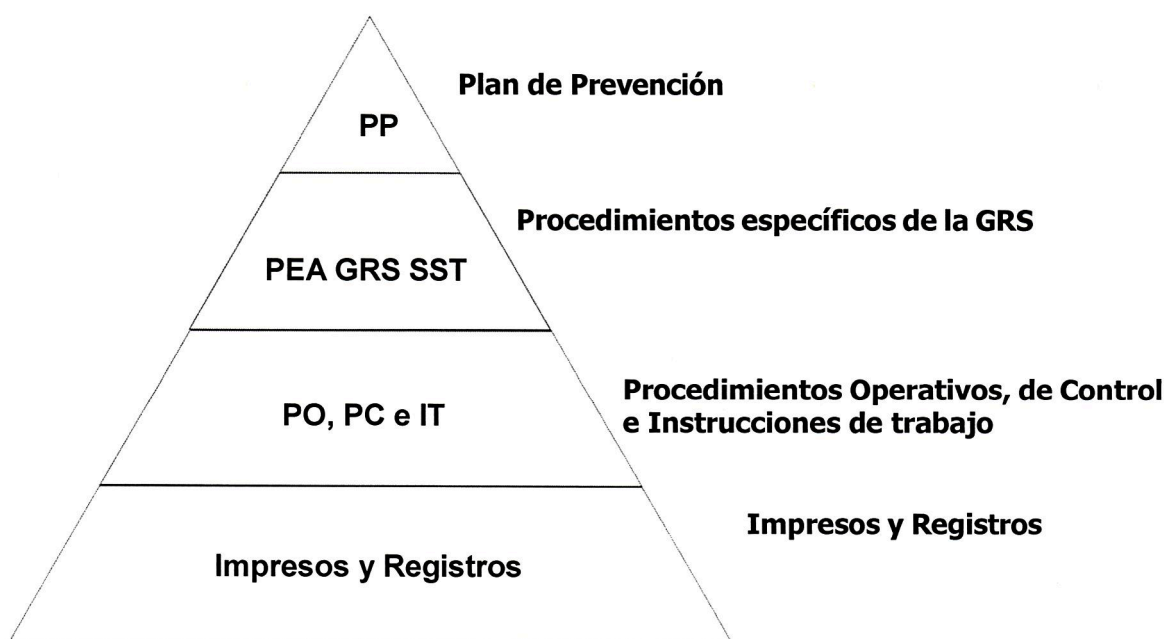 Plan de Prevención
PP
Procedimientos específicos de la GRS
PEA GRS SST
Procedimientos Operativos, de Control
e Instrucciones de trabajo
PO, PC e IT
Impresos y Registros
Impresos y Registros